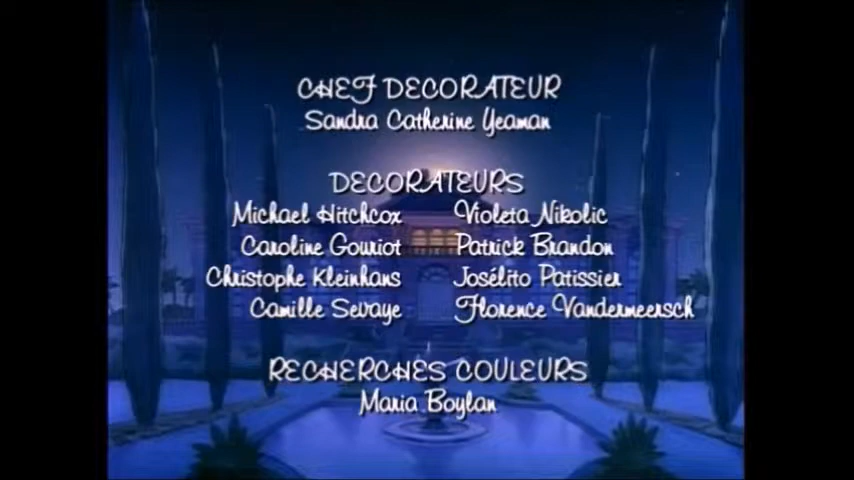 CHEF DECORATEUR
Sandra Catherine Yeaman
DECORATEURS
Michael Hitchcox Violeta Nikolic
Caroline Gouriot Patrick Brandon
Christophe Kleinhans Josélito Patissier
Camille Sevaye Florence Vandermeersch
RECHERCHES COULEURS
Maria Boylan